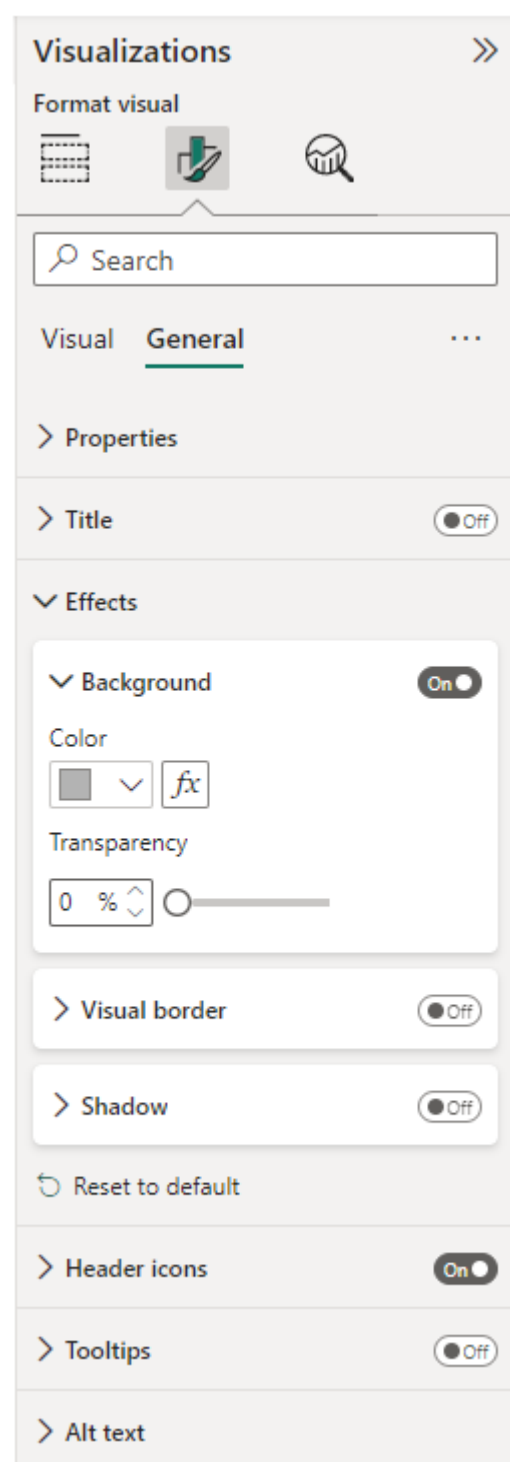 Visualizations
Format visual
Search
Visual General ...
Properties
Title Off
Effects
Background On
Color
fx
Transparency
0 %
Visual border Off
Shadow Off
Reset to default
Header icons On
Tooltips Off
Alt text